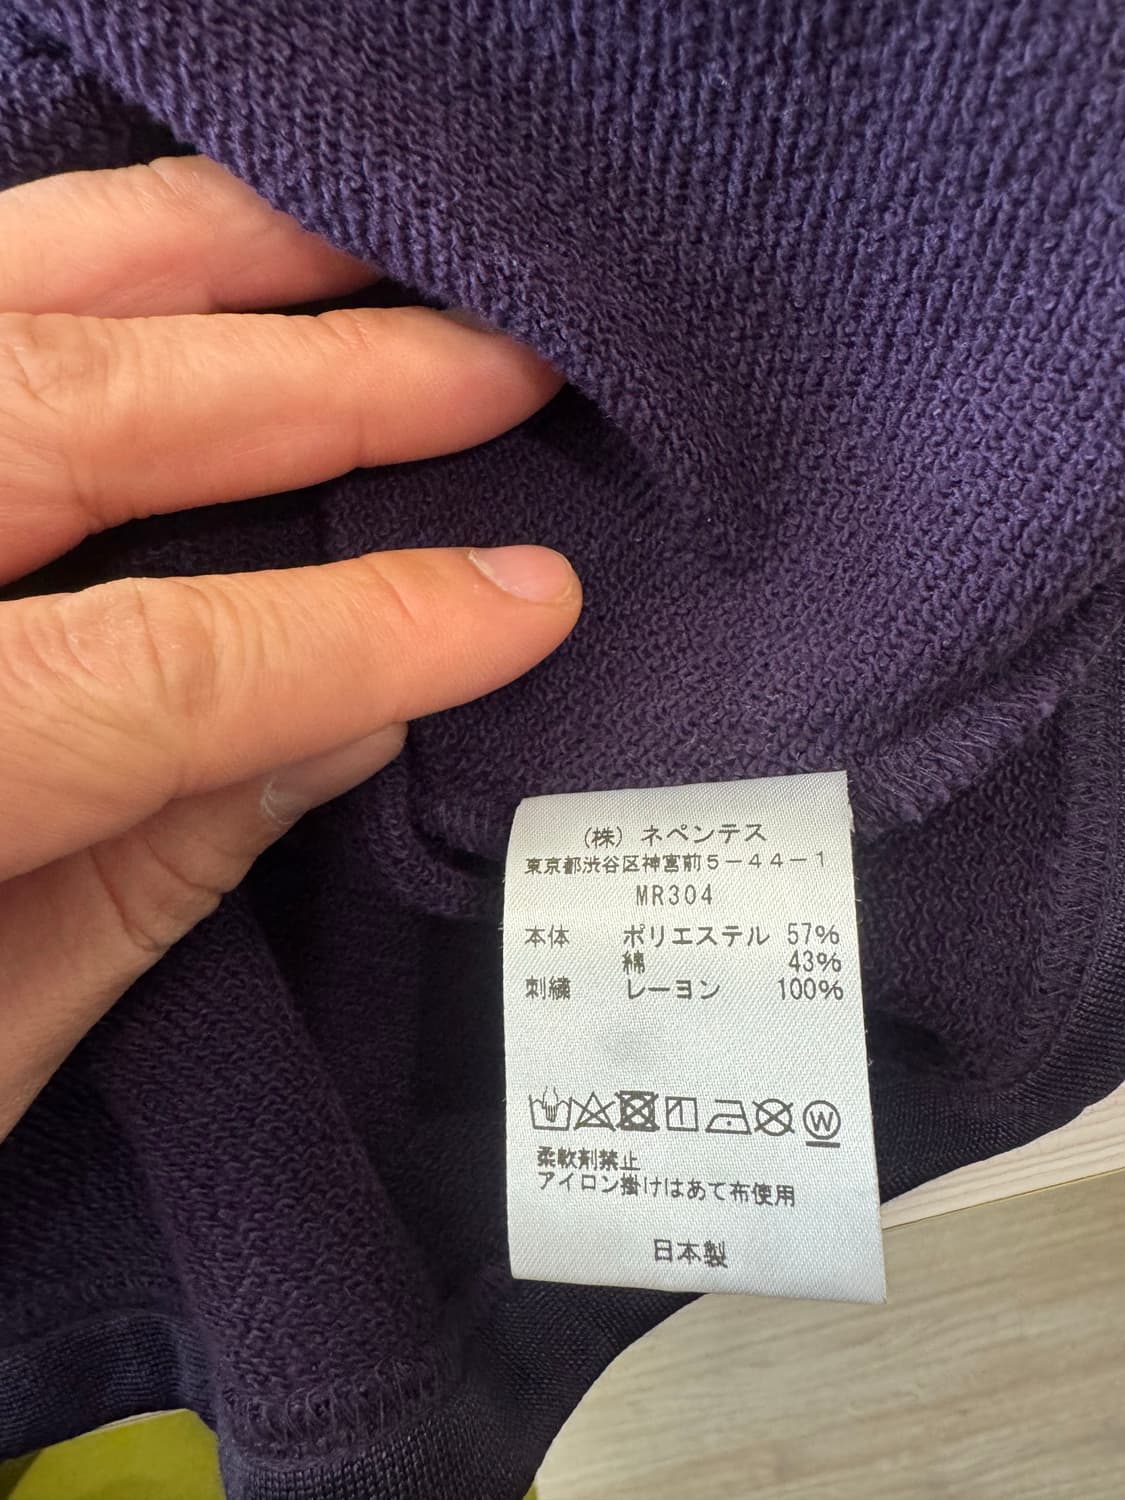 (株) ネペンテス
東京都渋谷区神宮前5-44-1
MR304
本体 ポリエステル 57%
綿 43%
刺繍 レーヨン 100%
W
柔軟剤禁止
アイロン掛けはあて布使用
日本製